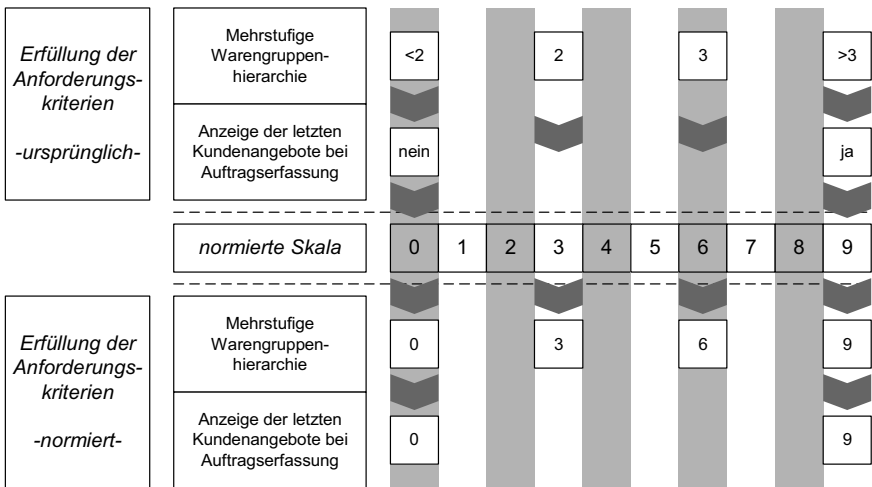 Erfüllung der
Anforderungs-
kriterien
-ursprünglich-
Mehrstufige
Warengruppen-
hierarchie
<2 2 3 >3
Anzeige der letzten
Kundenangebote bei
Auftragserfassung
nein ja
normierte Skala 0 1 2 3 4 5 6 7 8 9
Erfüllung der
Anforderungs-
kriterien
-normiert-
Mehrstufige
Warengruppen-
hierarchie
0 3 6 9
Anzeige der letzten
Kundenangebote bei
Auftragserfassung
0 9